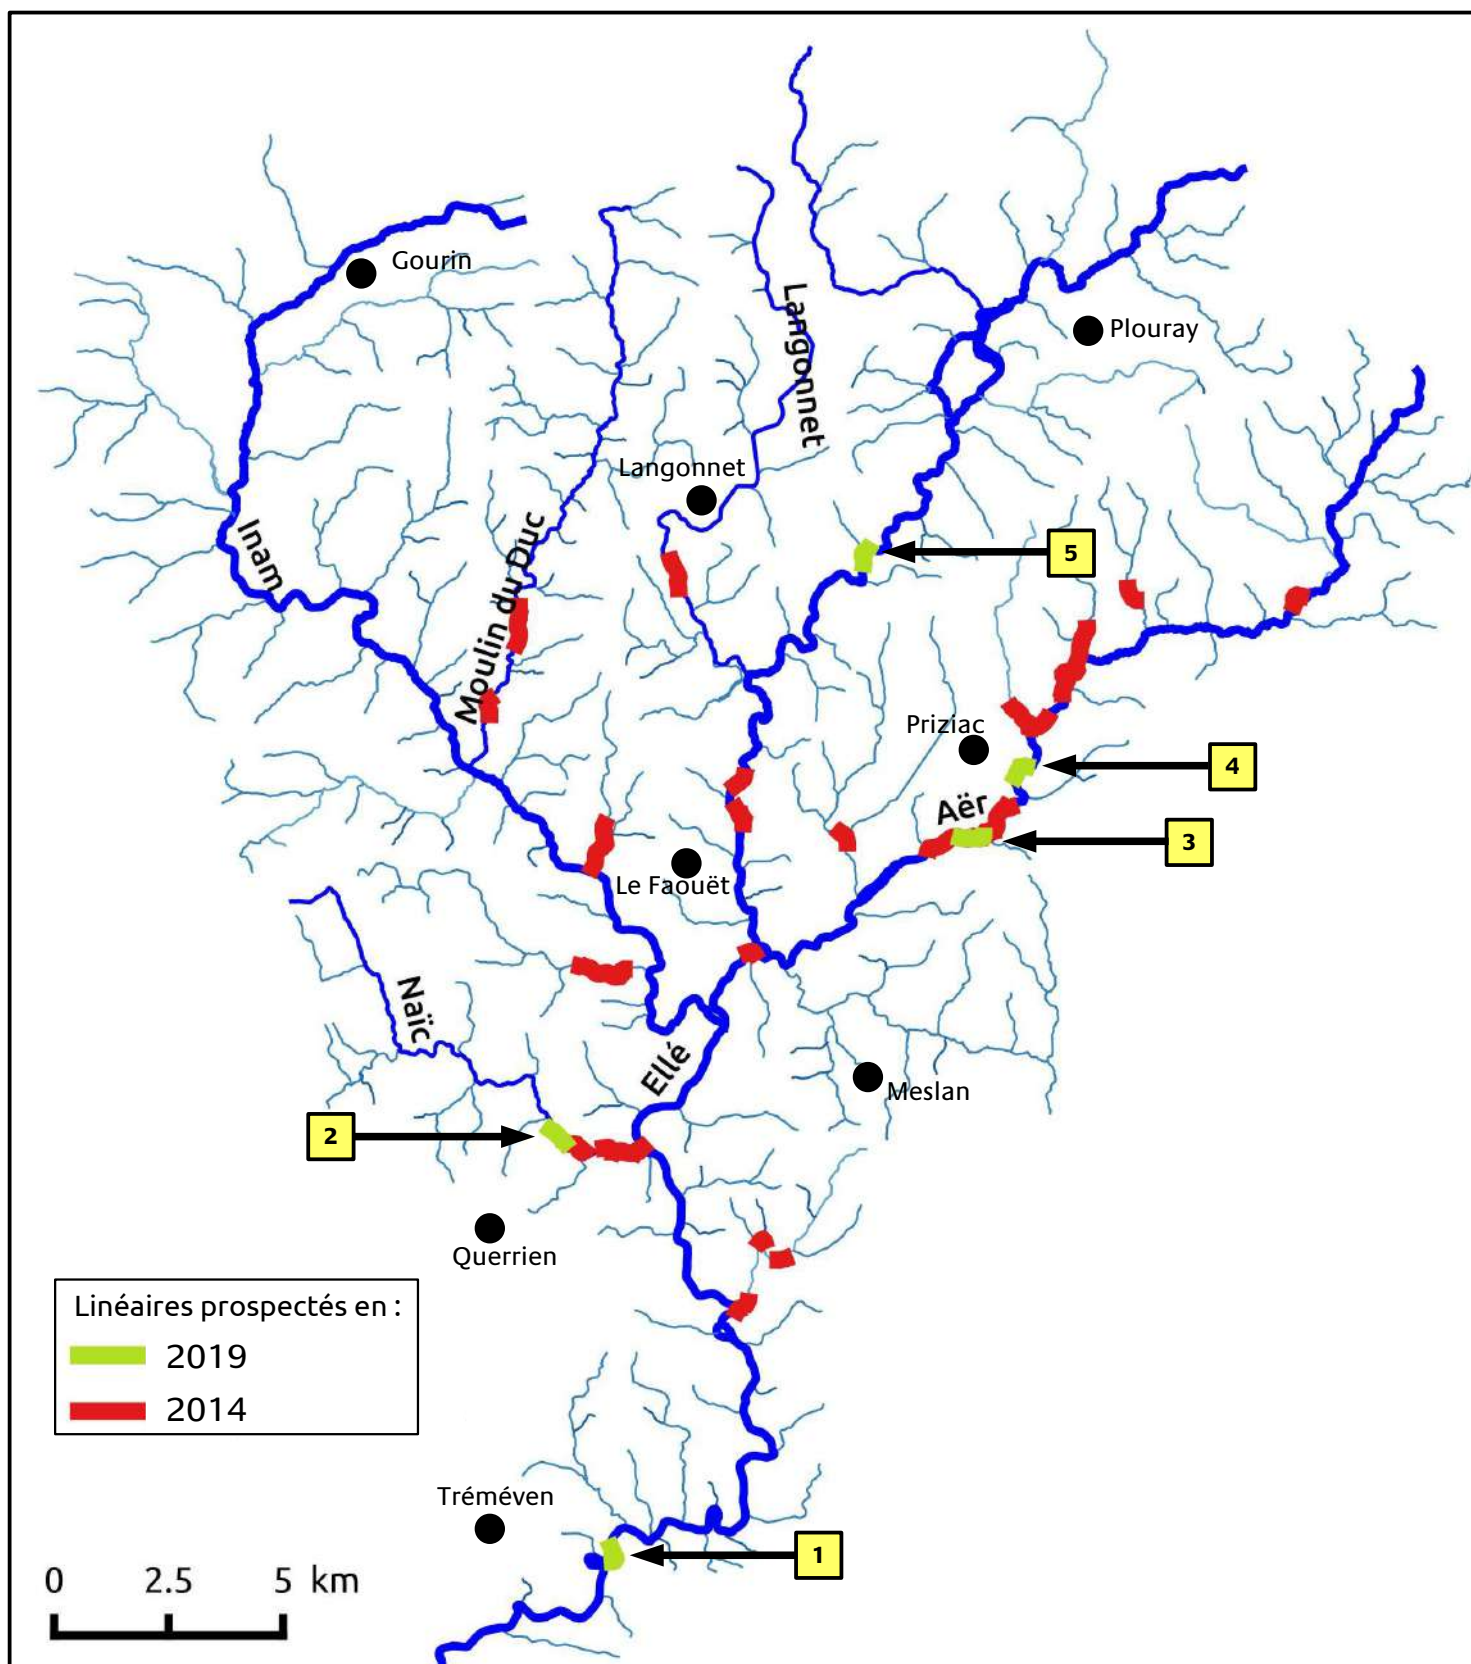 Gourin
Plouray
Langonnet
Langonnet
Inam
Moulin du Duc
5
Priziac
4
Aër
3
Le Faouët
Naïc
Ellé
Meslan
2
Querrien
Linéaires prospectés en :
2019
2014
Tréméven
1
0 2.5 5 km